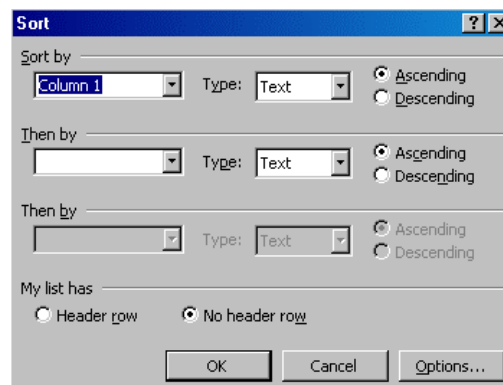 Sort
Sort by
Column 1 Type: Text Ascending
Descending
Then by
Type: Text Ascending
Descending
Then by
Type: Text Ascending
Descending
My list has
Header row No header row
OK Cancel Options...